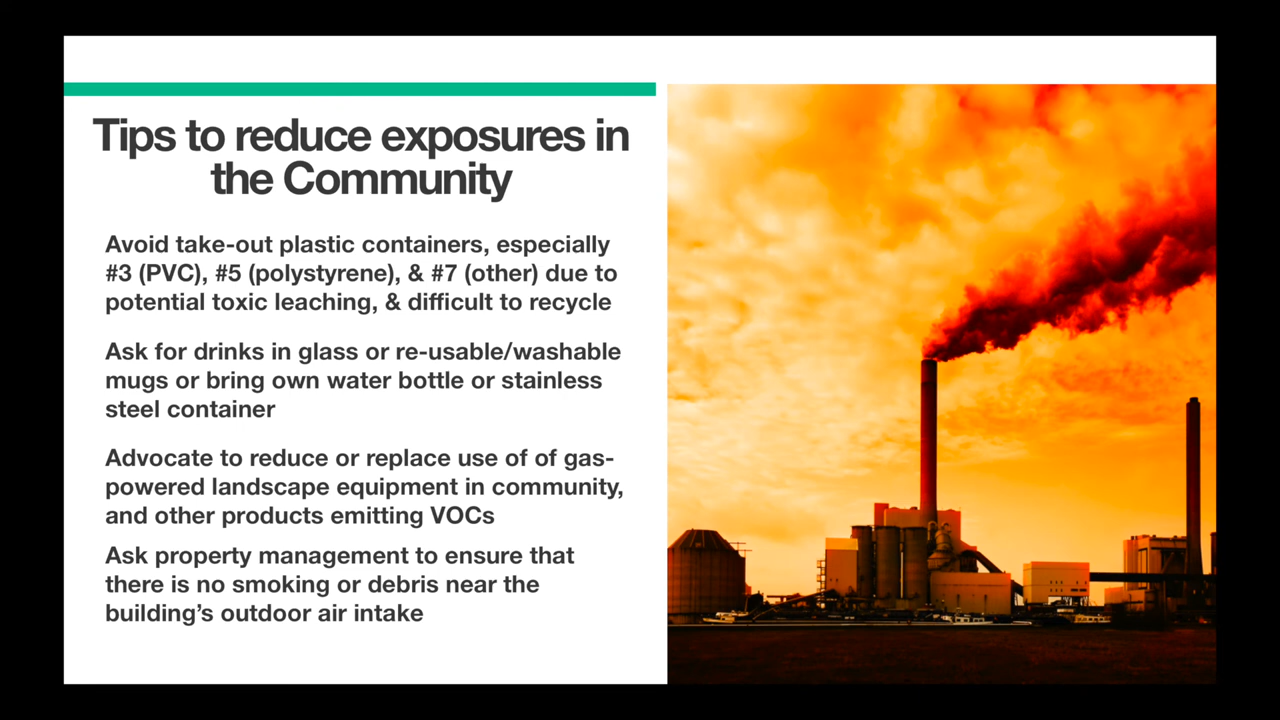 Tips to reduce exposures in
the Community
Avoid take-out plastic containers, especially
#3 (PVC), #5 (polystyrene), & #7 (other) due to
potential toxic leaching, & difficult to recycle
Ask for drinks in glass or re-usable/washable
mugs or bring own water bottle or stainless
steel container
Advocate to reduce or replace use of of gas-
powered landscape equipment in community,
and other products emitting VOCs
Ask property management to ensure that
there is no smoking or debris near the
building’s outdoor air intake